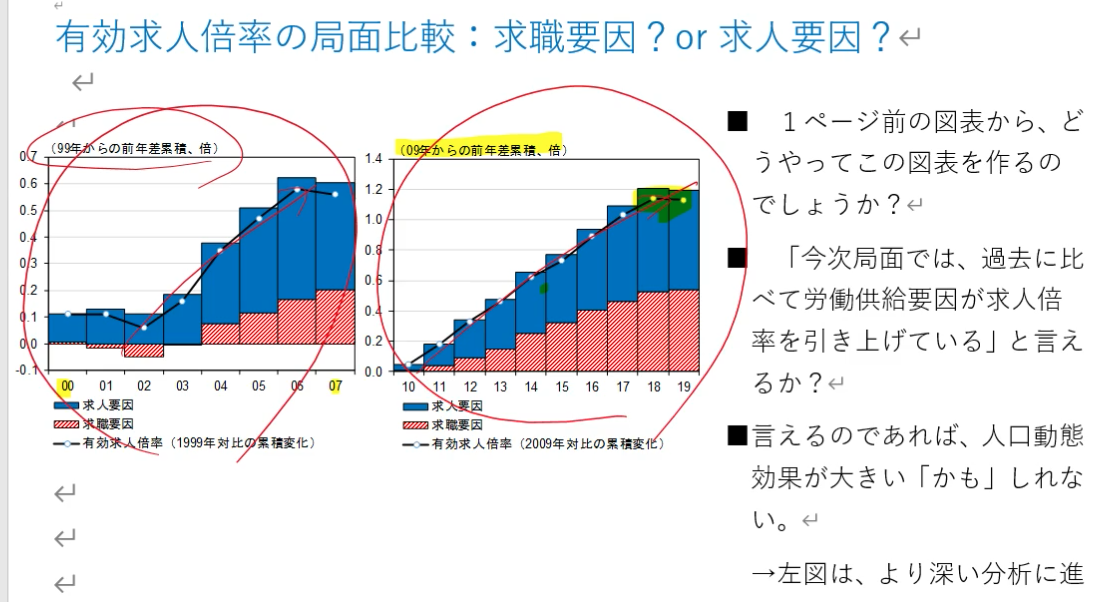 有効求人倍率の局面比較：求職要因？or 求人要因？
（99年からの前年差累積、倍）
0.7
0.6
0.5
0.4
0.3
0.2
0.1
0.0
-0.1
00 01 02 03 04 05 06 07
求人要因
求職要因
有効求人倍率（1999年対比の累積変化）
（09年からの前年差累積、倍）
1.4
1.2
1.0
0.8
0.6
0.4
0.2
0.0
10 11 12 13 14 15 16 17 18 19
求人要因
求職要因
有効求人倍率（2009年対比の累積変化）
■ １ページ前の図表から、ど
うやってこの図表を作るの
でしょうか？
■ 「今次局面では、過去に比
べて労働供給要因が求人倍
率を引き上げている」と言え
るか？
■言えるのであれば、人口動態
効果が大きい「かも」しれな
い。
→左図は、より深い分析に進